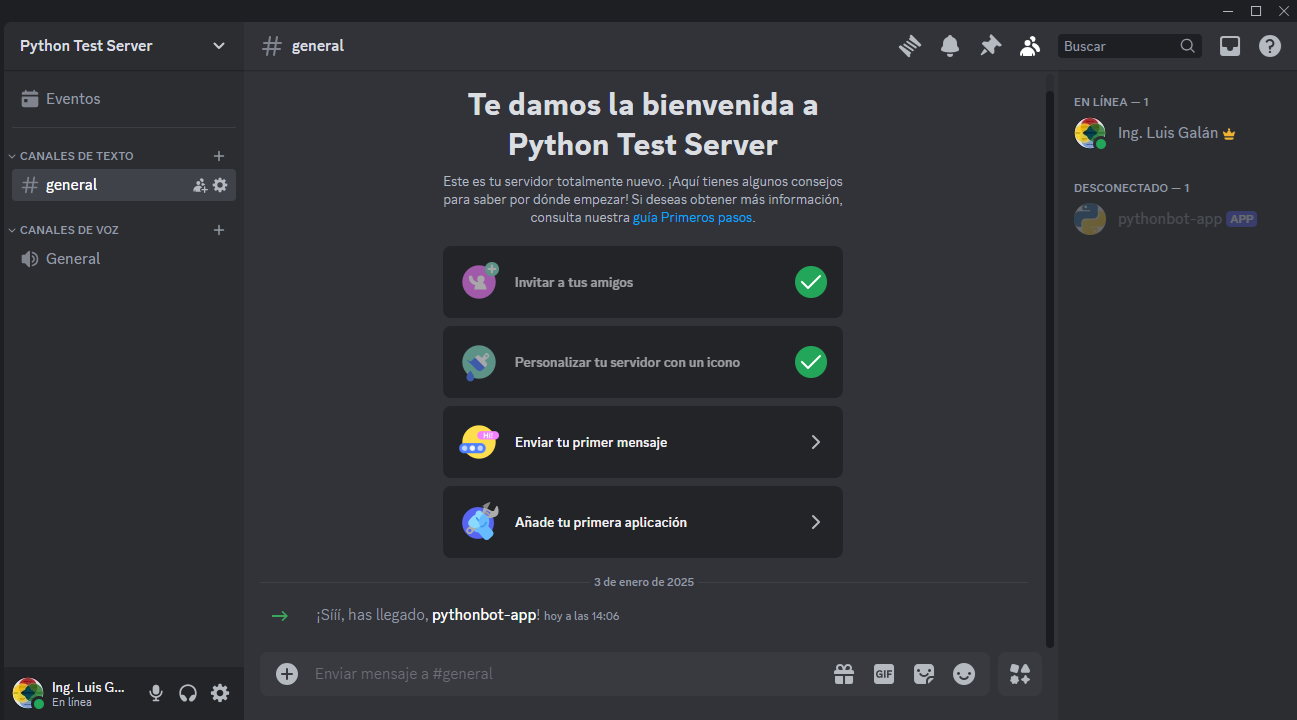 Python Test Server
Eventos
CANALES DE TEXTO
general
CANALES DE VOZ
General
Ing. Luis G...
En línea
general
Buscar
Te damos la bienvenida a
Python Test Server
Este es tu servidor totalmente nuevo. ¡Aquí tienes algunos consejos
para saber por dónde empezar! Si deseas obtener más información,
consulta nuestra guía Primeros pasos.
Invitar a tus amigos
Personalizar tu servidor con un icono
HI!
Enviar tu primer mensaje
Añade tu primera aplicación
3 de enero de 2025
¡Sííí, has llegado, pythonbot-app! hoy a las 14:06
Enviar mensaje a #general
GIF
EN LÍNEA — 1
Ing. Luis Galán
DESCONECTADO — 1
pythonbot-app APP